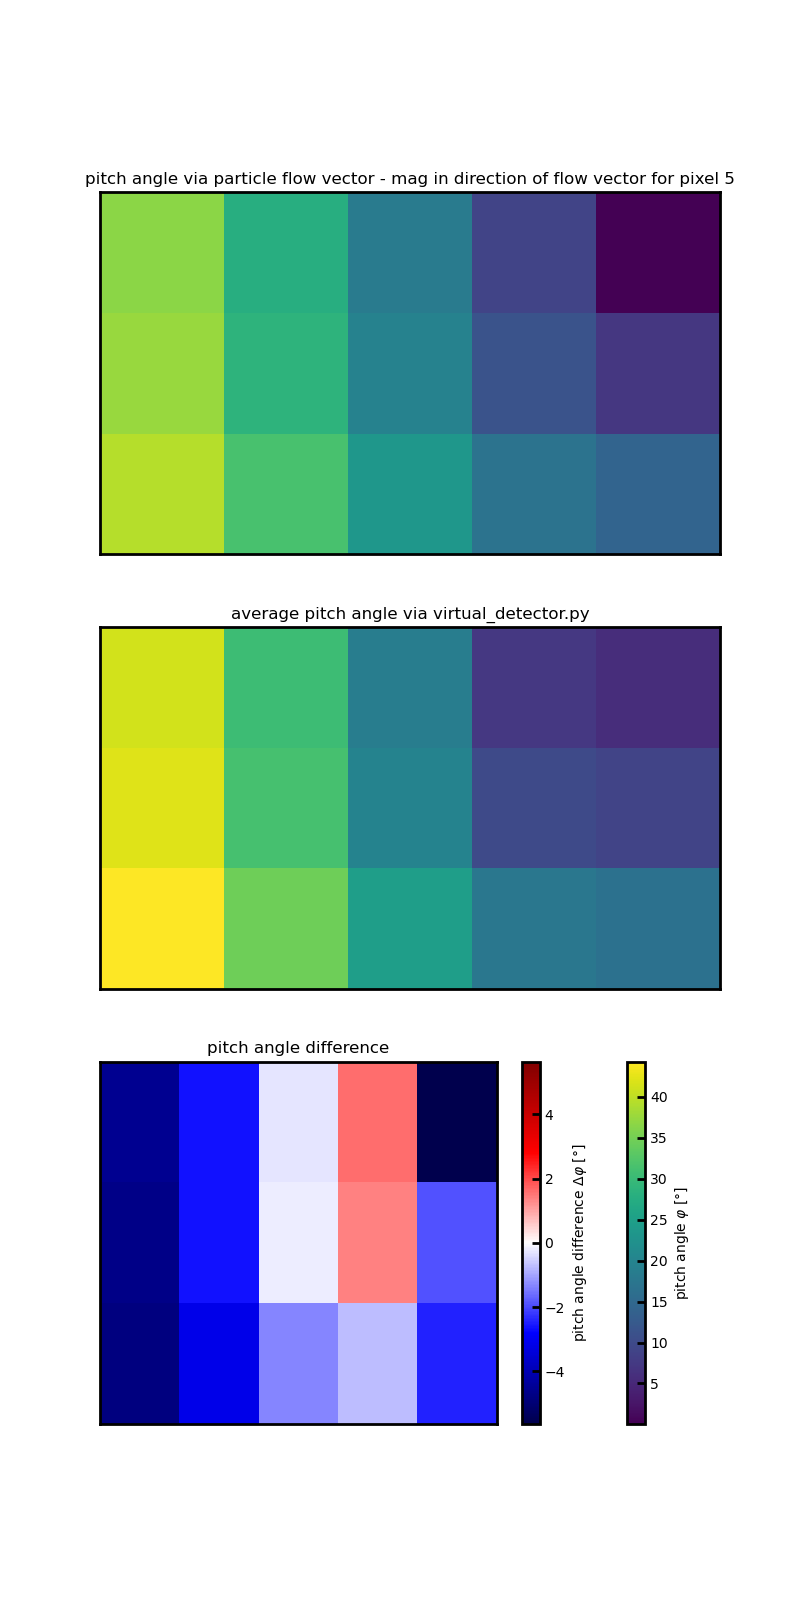 pitch angle via particle flow vector - mag in direction of flow vector for pixel 5
average pitch angle via virtual_detector.py
pitch angle difference
4
2
0
−2
−4
pitch angle difference Δφ [°]
40
35
30
25
20
15
10
5
pitch angle φ [°]